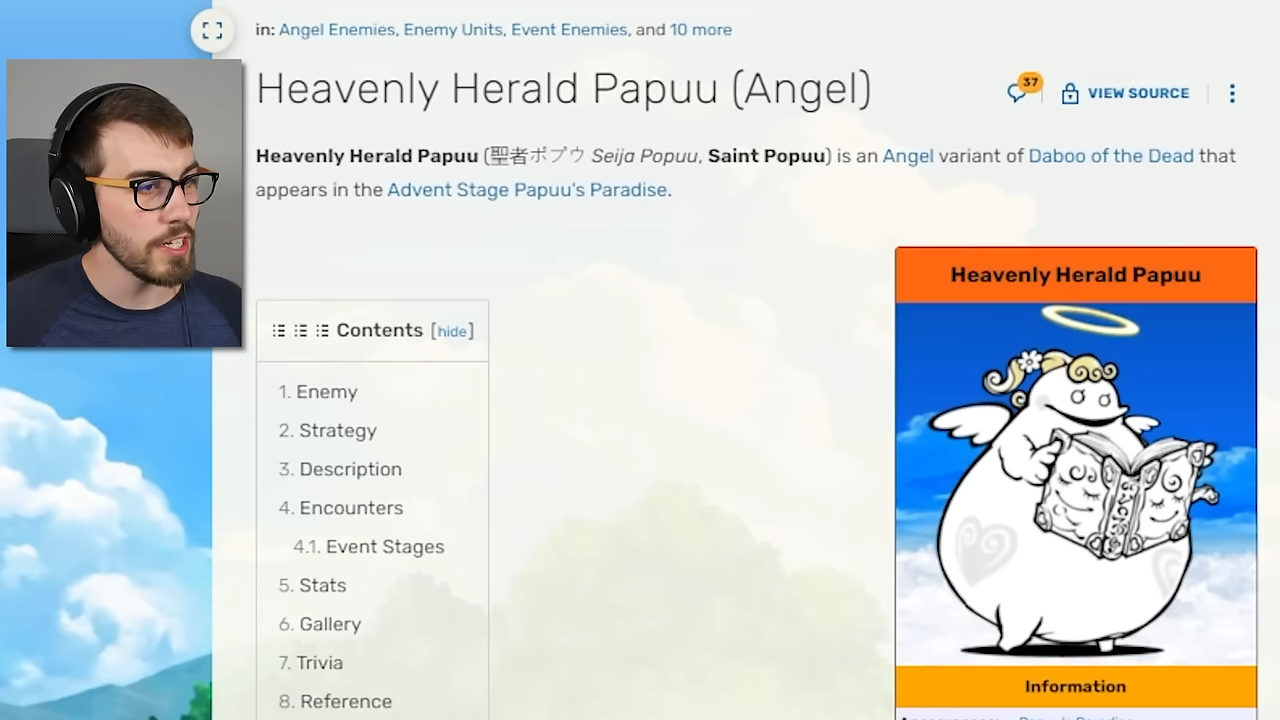 in: Angel Enemies, Enemy Units, Event Enemies, and 10 more
Heavenly Herald Papuu (Angel)
37
VIEW SOURCE
Heavenly Herald Papuu (聖者ポプウ Seija Popuu, Saint Popuu) is an Angel variant of Daboo of the Dead that
appears in the Advent Stage Papuu's Paradise.
Heavenly Herald Papuu
Contents [hide]
1. Enemy
2. Strategy
3. Description
4. Encounters
4.1. Event Stages
5. Stats
6. Gallery
7. Trivia
8. Reference
Information